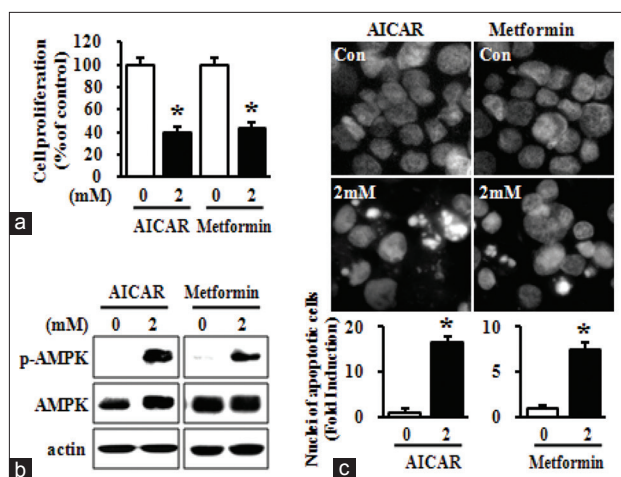 120
100
80
60
40
20
0
Cell proliferation
(% of control)
* *
(mM) 0 2 0 2
AICAR Metformin
a
AICAR Metformin
(mM) 0 2 0 2
p-AMPK
AMPK
actin
b
AICAR Metformin
Con Con
2mM 2mM
Nuclei of apoptotic cells
(Fold Induction)
20
10
0
*
0 2
AICAR
10
5
0
*
0 2
Metformin
c